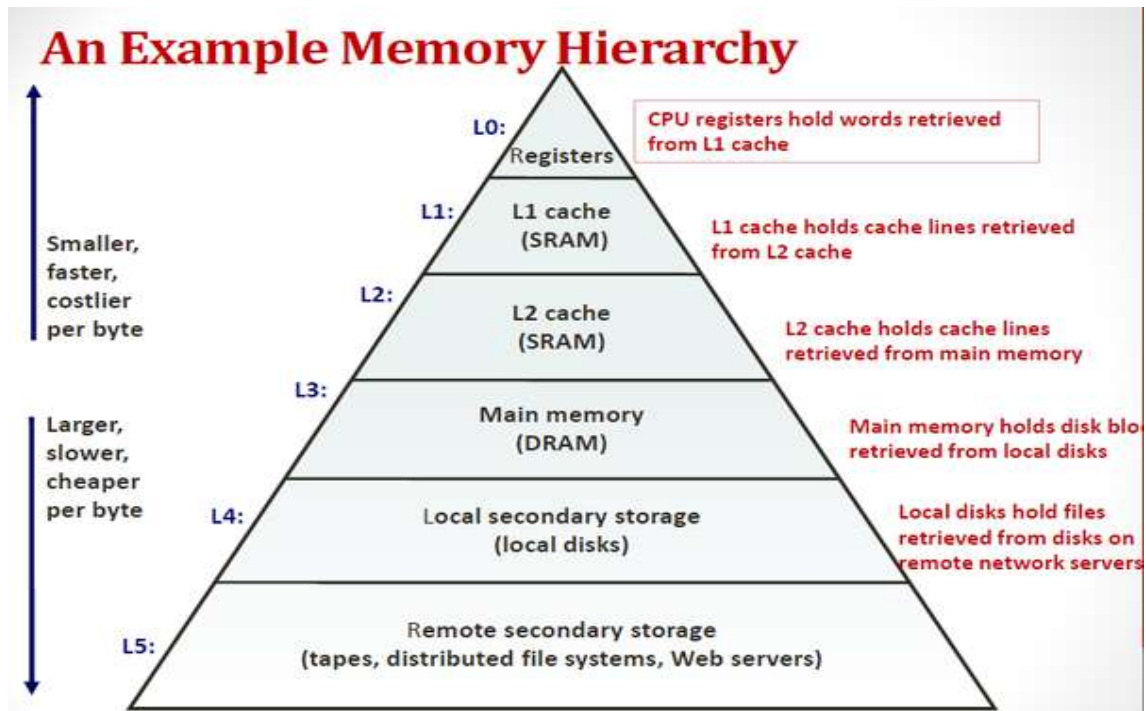 An Example Memory Hierarchy
L0:
Registers
CPU registers hold words retrieved
from L1 cache
L1:
L1 cache
(SRAM)
L1 cache holds cache lines retrieved
from L2 cache
Smaller,
faster,
costlier
per byte
L2:
L2 cache
(SRAM)
L2 cache holds cache lines
retrieved from main memory
L3:
Main memory
(DRAM)
Main memory holds disk blo
retrieved from local disks
Larger,
slower,
cheaper
per byte
L4:
Local secondary storage
(local disks)
Local disks hold files
retrieved from disks on
remote network servers
L5:
Remote secondary storage
(tapes, distributed file systems, Web servers)